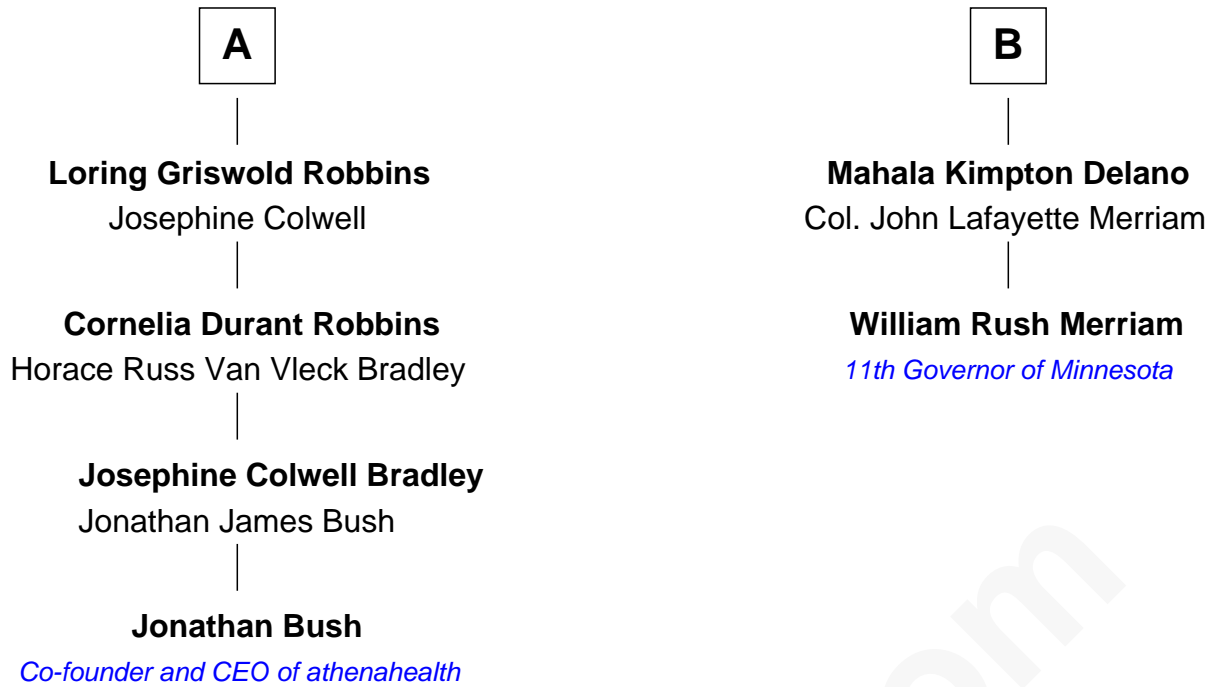 A
Loring Griswold Robbins
Josephine Colwell
Cornelia Durant Robbins
Horace Russ Van Vleck Bradley
Josephine Colwell Bradley
Jonathan James Bush
Jonathan Bush
Co-founder and CEO of athenahealth
B
Mahala Kimpton Delano
Col. John Lafayette Merriam
William Rush Merriam
11th Governor of Minnesota
om